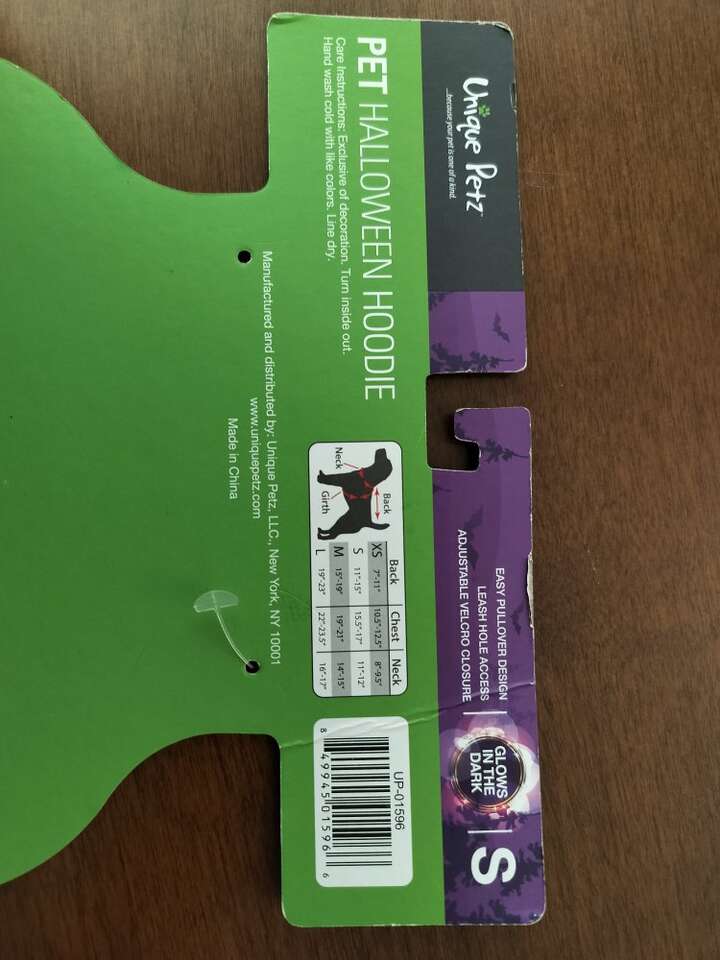 Unique Petz™
...because your pet is one of a kind.
EASY PULLOVER DESIGN
LEASH HOLE ACCESS
ADJUSTABLE VELCRO CLOSURE
GLOWS
IN THE
DARK
S
PET HALLOWEEN HOODIE
Care Instructions: Exclusive of decoration. Turn inside out.
Hand wash cold with like colors. Line dry.
Back
Neck
Girth
Back Chest Neck
XS 7"-11" 10.5"-12.5" 8"-9.5"
S 11"-15" 15.5"-17" 11"-12"
M 15"-19" 19"-21" 14"-15"
L 19"-23" 22"-23.5" 16"-17"
UP-01596
8 49945 01596 6
Manufactured and distributed by: Unique Petz, LLC., New York, NY 10001
www.uniquepetz.com
Made in China